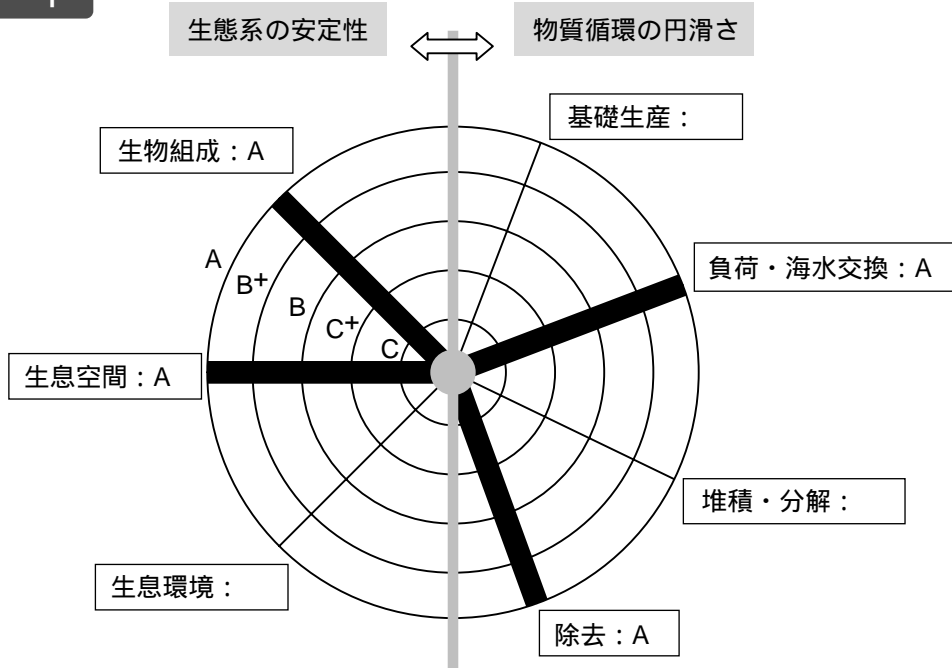 生態系の安定性
物質循環の円滑さ
基礎生産：
生物組成：A
負荷・海水交換：A
A
B+
B
C+
C
生息空間：A
堆積・分解：
生息環境：
除去：A